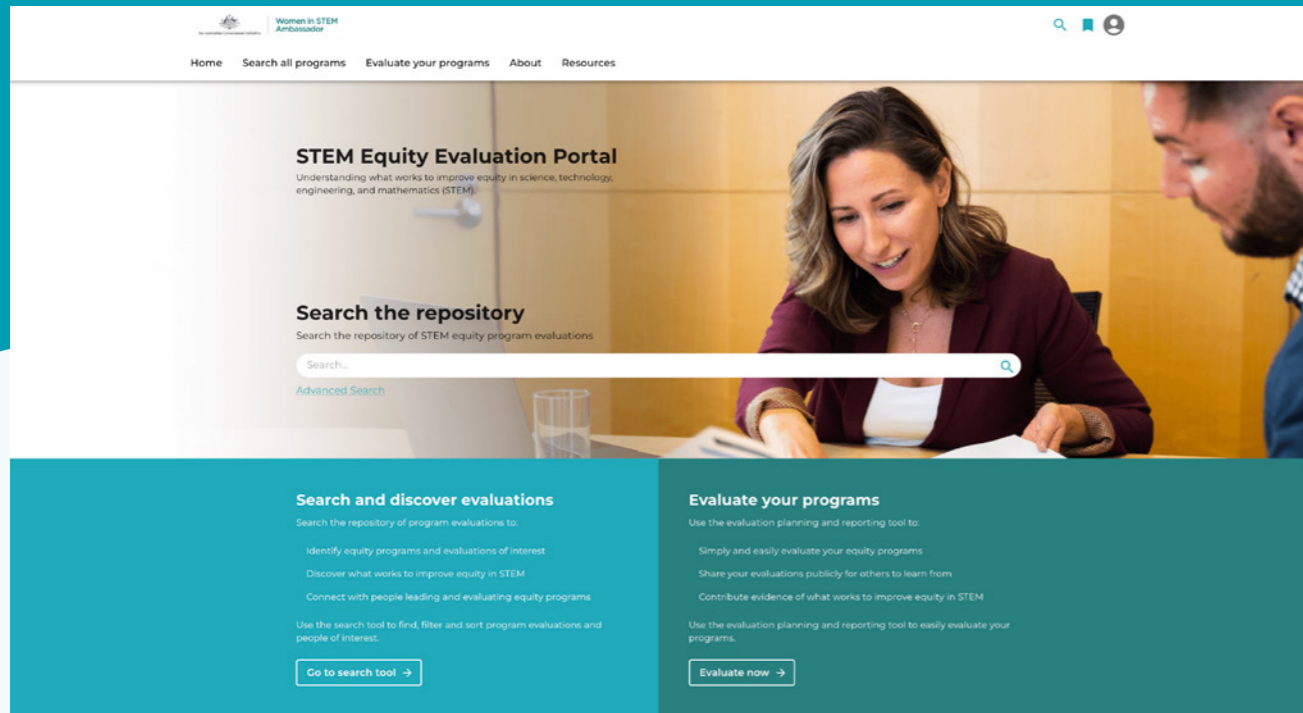 Women in STEM
Ambassador
Home Search all programs Evaluate your programs About Resources
STEM Equity Evaluation Portal
Understanding what works to improve equity in science, technology,
engineering, and mathematics (STEM).
Search the repository
Search the repository of STEM equity program evaluations
Search...
Advanced Search
Search and discover evaluations
Search the repository of program evaluations to:
Identify equity programs and evaluations of interest
Discover what works to improve equity in STEM
Connect with people leading and evaluating equity programs
Use the search tool to find, filter and sort program evaluations and
people of interest.
Go to search tool →
Evaluate your programs
Use the evaluation planning and reporting tool to:
Simply and easily evaluate your equity programs
Share your evaluations publicly for others to learn from
Contribute evidence of what works to improve equity in STEM
Use the evaluation planning and reporting tool to easily evaluate your
programs.
Evaluate now →